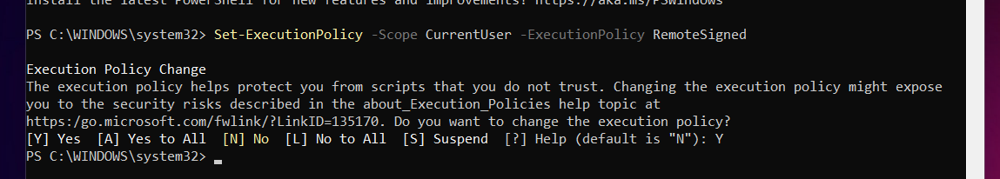 Install the latest PowerShell for new features and improvements! https://aka.ms/PSWindows
PS C:\WINDOWS\system32> Set-ExecutionPolicy -Scope CurrentUser -ExecutionPolicy RemoteSigned
Execution Policy Change
The execution policy helps protect you from scripts that you do not trust. Changing the execution policy might expose
you to the security risks described in the about_Execution_Policies help topic at
https:/go.microsoft.com/fwlink/?LinkID=135170. Do you want to change the execution policy?
[Y] Yes  [A] Yes to All  [N] No  [L] No to All  [S] Suspend  [?] Help (default is "N"): Y
PS C:\WINDOWS\system32>